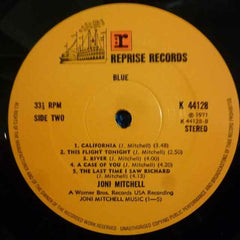 REPRISE RECORDS
BLUE
33⅓ RPM
K 44128
SIDE TWO
℗ 1971
K 44128-B
STEREO
1. CALIFORNIA (J. Mitchell) (3.48)
2. THIS FLIGHT TONIGHT (J. Mitchell) (2.50)
3. RIVER (J. Mitchell) (4.00)
4. A CASE OF YOU (J. Mitchell) (4.20)
5. THE LAST TIME I SAW RICHARD
(J. Mitchell) (4.13)
JONI MITCHELL
A Warner Bros. Records USA Recording
JONI MITCHELL MUSIC (1—5)